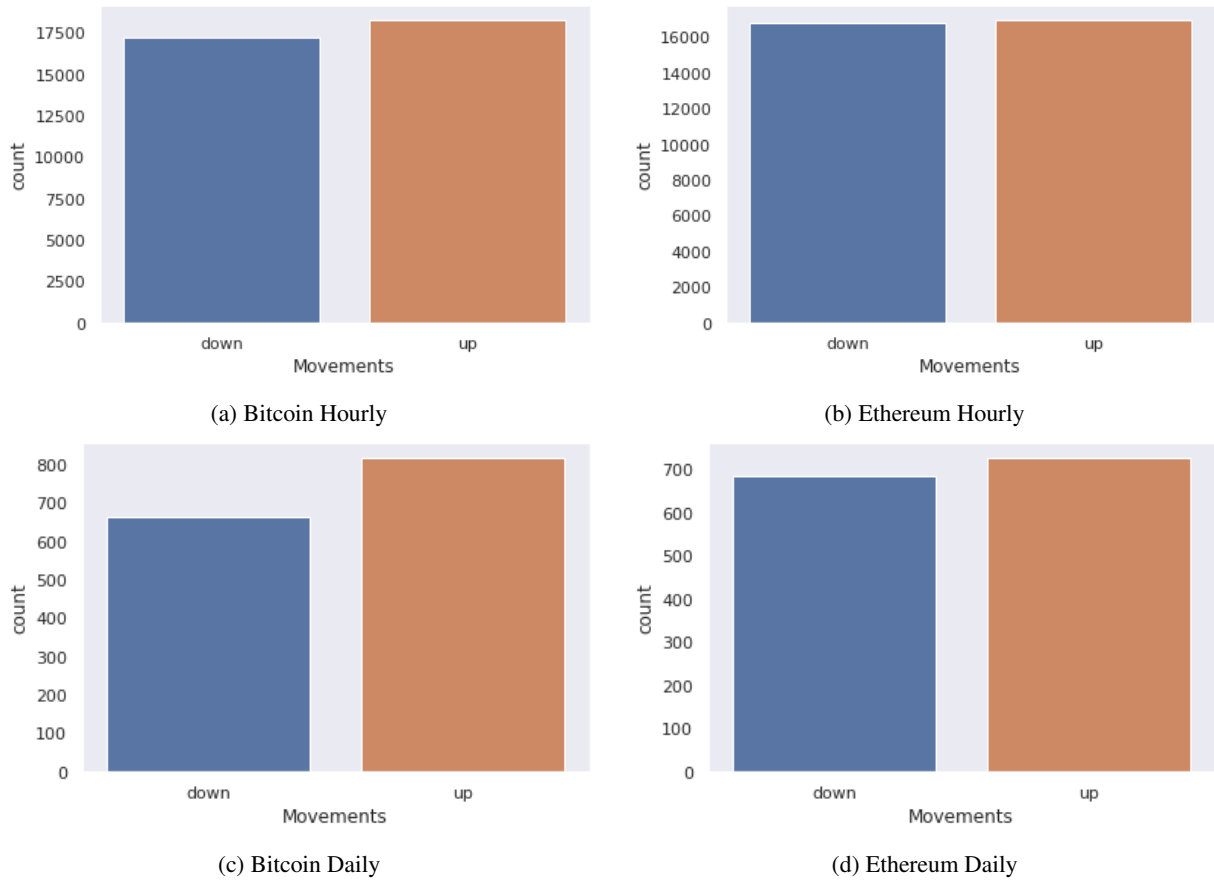 17500
15000
12500
10000
7500
5000
2500
0
count
down up
Movements
(a) Bitcoin Hourly
16000
14000
12000
10000
8000
6000
4000
2000
0
count
down up
Movements
(b) Ethereum Hourly
800
700
600
500
400
300
200
100
0
count
down up
Movements
(c) Bitcoin Daily
700
600
500
400
300
200
100
0
count
down up
Movements
(d) Ethereum Daily